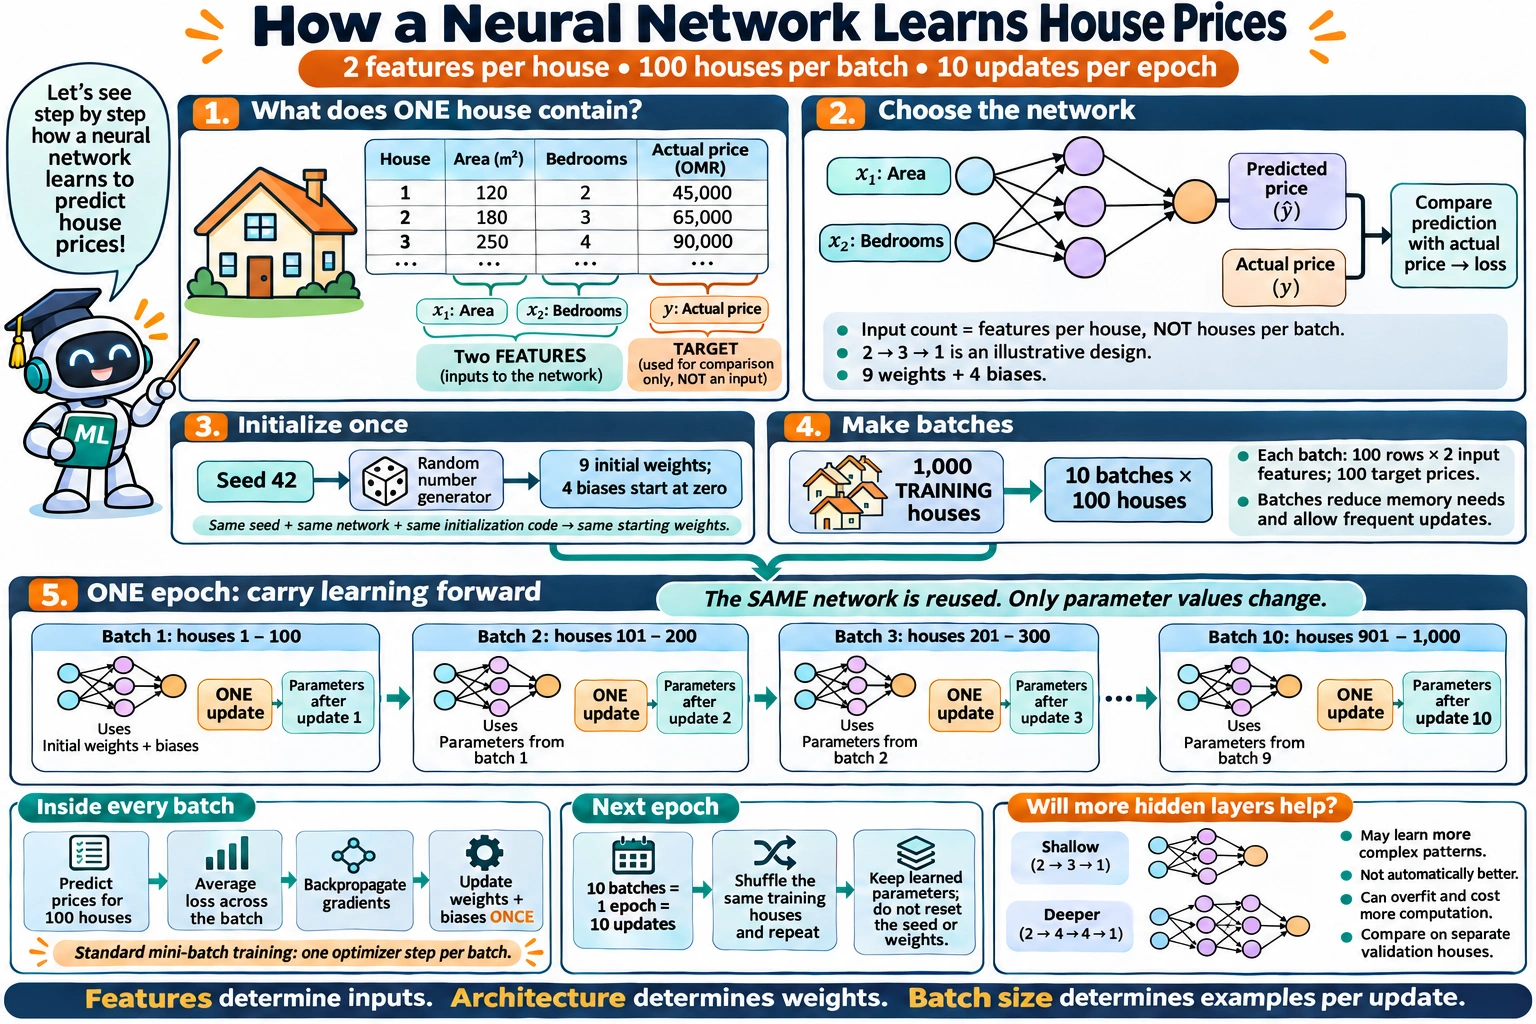 How a Neural Network Learns House Prices
2 features per house • 100 houses per batch • 10 updates per epoch
Let's see
step by step
how a neural
network
learns to
predict
house
prices!
ML
1. What does ONE house contain?
House Area (m²) Bedrooms Actual price (OMR)
1 120 2 45,000
2 180 3 65,000
3 250 4 90,000
... ... ... ...
x₁: Area x₂: Bedrooms y: Actual price
Two FEATURES
(inputs to the network)
TARGET
(used for comparison
only, NOT an input)
2. Choose the network
x₁: Area
x₂: Bedrooms
Predicted
price
(ŷ)
Actual price
(y)
Compare
prediction
with actual
price → loss
• Input count = features per house, NOT houses per batch.
• 2 → 3 → 1 is an illustrative design.
• 9 weights + 4 biases.
3. Initialize once
Seed 42
Random
number
generator
9 initial weights;
4 biases start at zero
Same seed + same network + same initialization code → same starting weights.
4. Make batches
1,000
TRAINING
houses
10 batches ×
100 houses
• Each batch: 100 rows × 2 input
features; 100 target prices.
• Batches reduce memory needs
and allow frequent updates.
5. ONE epoch: carry learning forward
The SAME network is reused. Only parameter values change.
Batch 1: houses 1 – 100
Uses
Initial weights + biases
ONE
update
Parameters
after
update 1
Batch 2: houses 101 – 200
Uses
Parameters from
batch 1
ONE
update
Parameters
after
update 2
Batch 3: houses 201 – 300
Uses
Parameters from
batch 2
ONE
update
Parameters
after
update 3
Batch 10: houses 901 – 1,000
Uses
Parameters from
batch 9
ONE
update
Parameters
after
update 10
Inside every batch
Predict
prices for
100 houses
Average
loss across
the batch
Backpropagate
gradients
Update
weights +
biases ONCE
Standard mini-batch training: one optimizer step per batch.
Next epoch
10 batches =
1 epoch =
10 updates
Shuffle the
same training
houses
and repeat
Keep learned
parameters;
do not reset
the seed or
weights.
Will more hidden layers help?
Shallow
(2 → 3 → 1)
Deeper
(2 → 4 → 4 → 1)
• May learn more
complex patterns.
• Not automatically better.
• Can overfit and cost
more computation.
• Compare on separate
validation houses.
Features determine inputs. Architecture determines weights. Batch size determines examples per update.